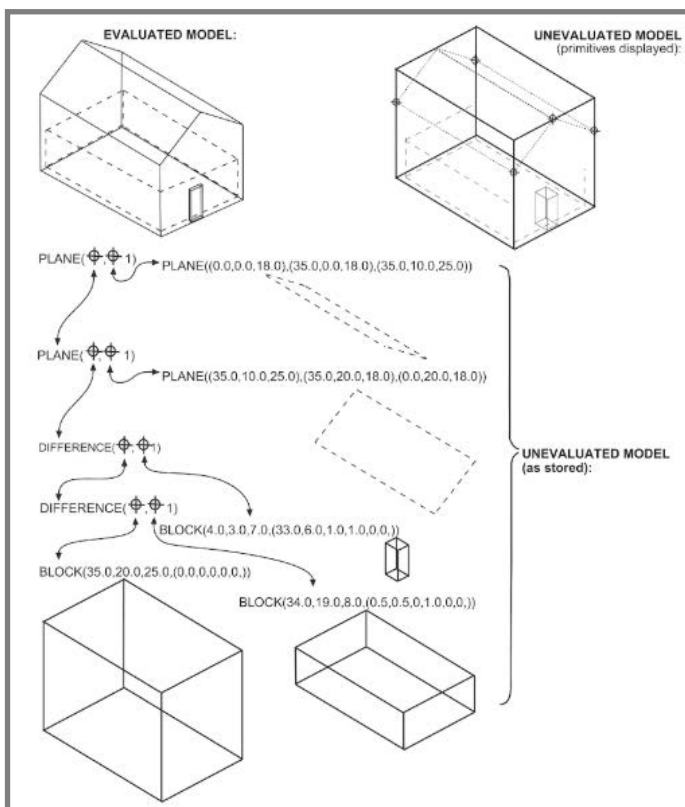 EVALUATED MODEL:
UNEVALUATED MODEL
(primitives displayed):
PLANE( , 1)
PLANE((0.0,0.0,18.0),(35.0,0.0,18.0),(35.0,10.0,25.0))
PLANE( , 1)
PLANE((35.0,10.0,25.0),(35.0,20.0,18.0),(0.0,20.0,18.0))
DIFFERENCE( , 1)
UNEVALUATED MODEL
(as stored):
DIFFERENCE( , 1)
BLOCK(4.0,3.0,7.0,(33.0,6.0,1.0,1.0,0,0,))
BLOCK(35.0,20.0,25.0,(0.0,0.0,0,0,))
BLOCK(34.0,19.0,8.0,(0.5,0.5,0,1.0,0,0,))